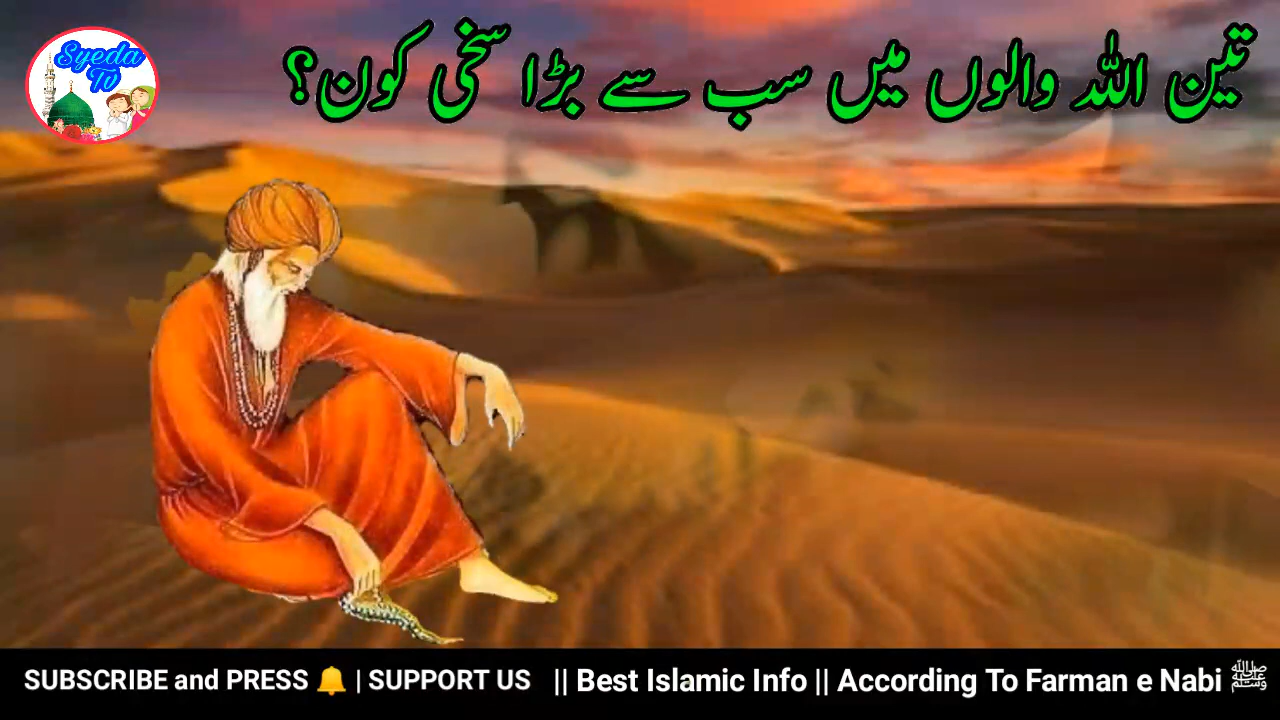 تین اللہ والوں میں سب سے بڑا سخی کون؟
Syeda
Tv
SUBSCRIBE and PRESS 🔔 | SUPPORT US || Best Islamic Info || According To Farman e Nabi ﷺ